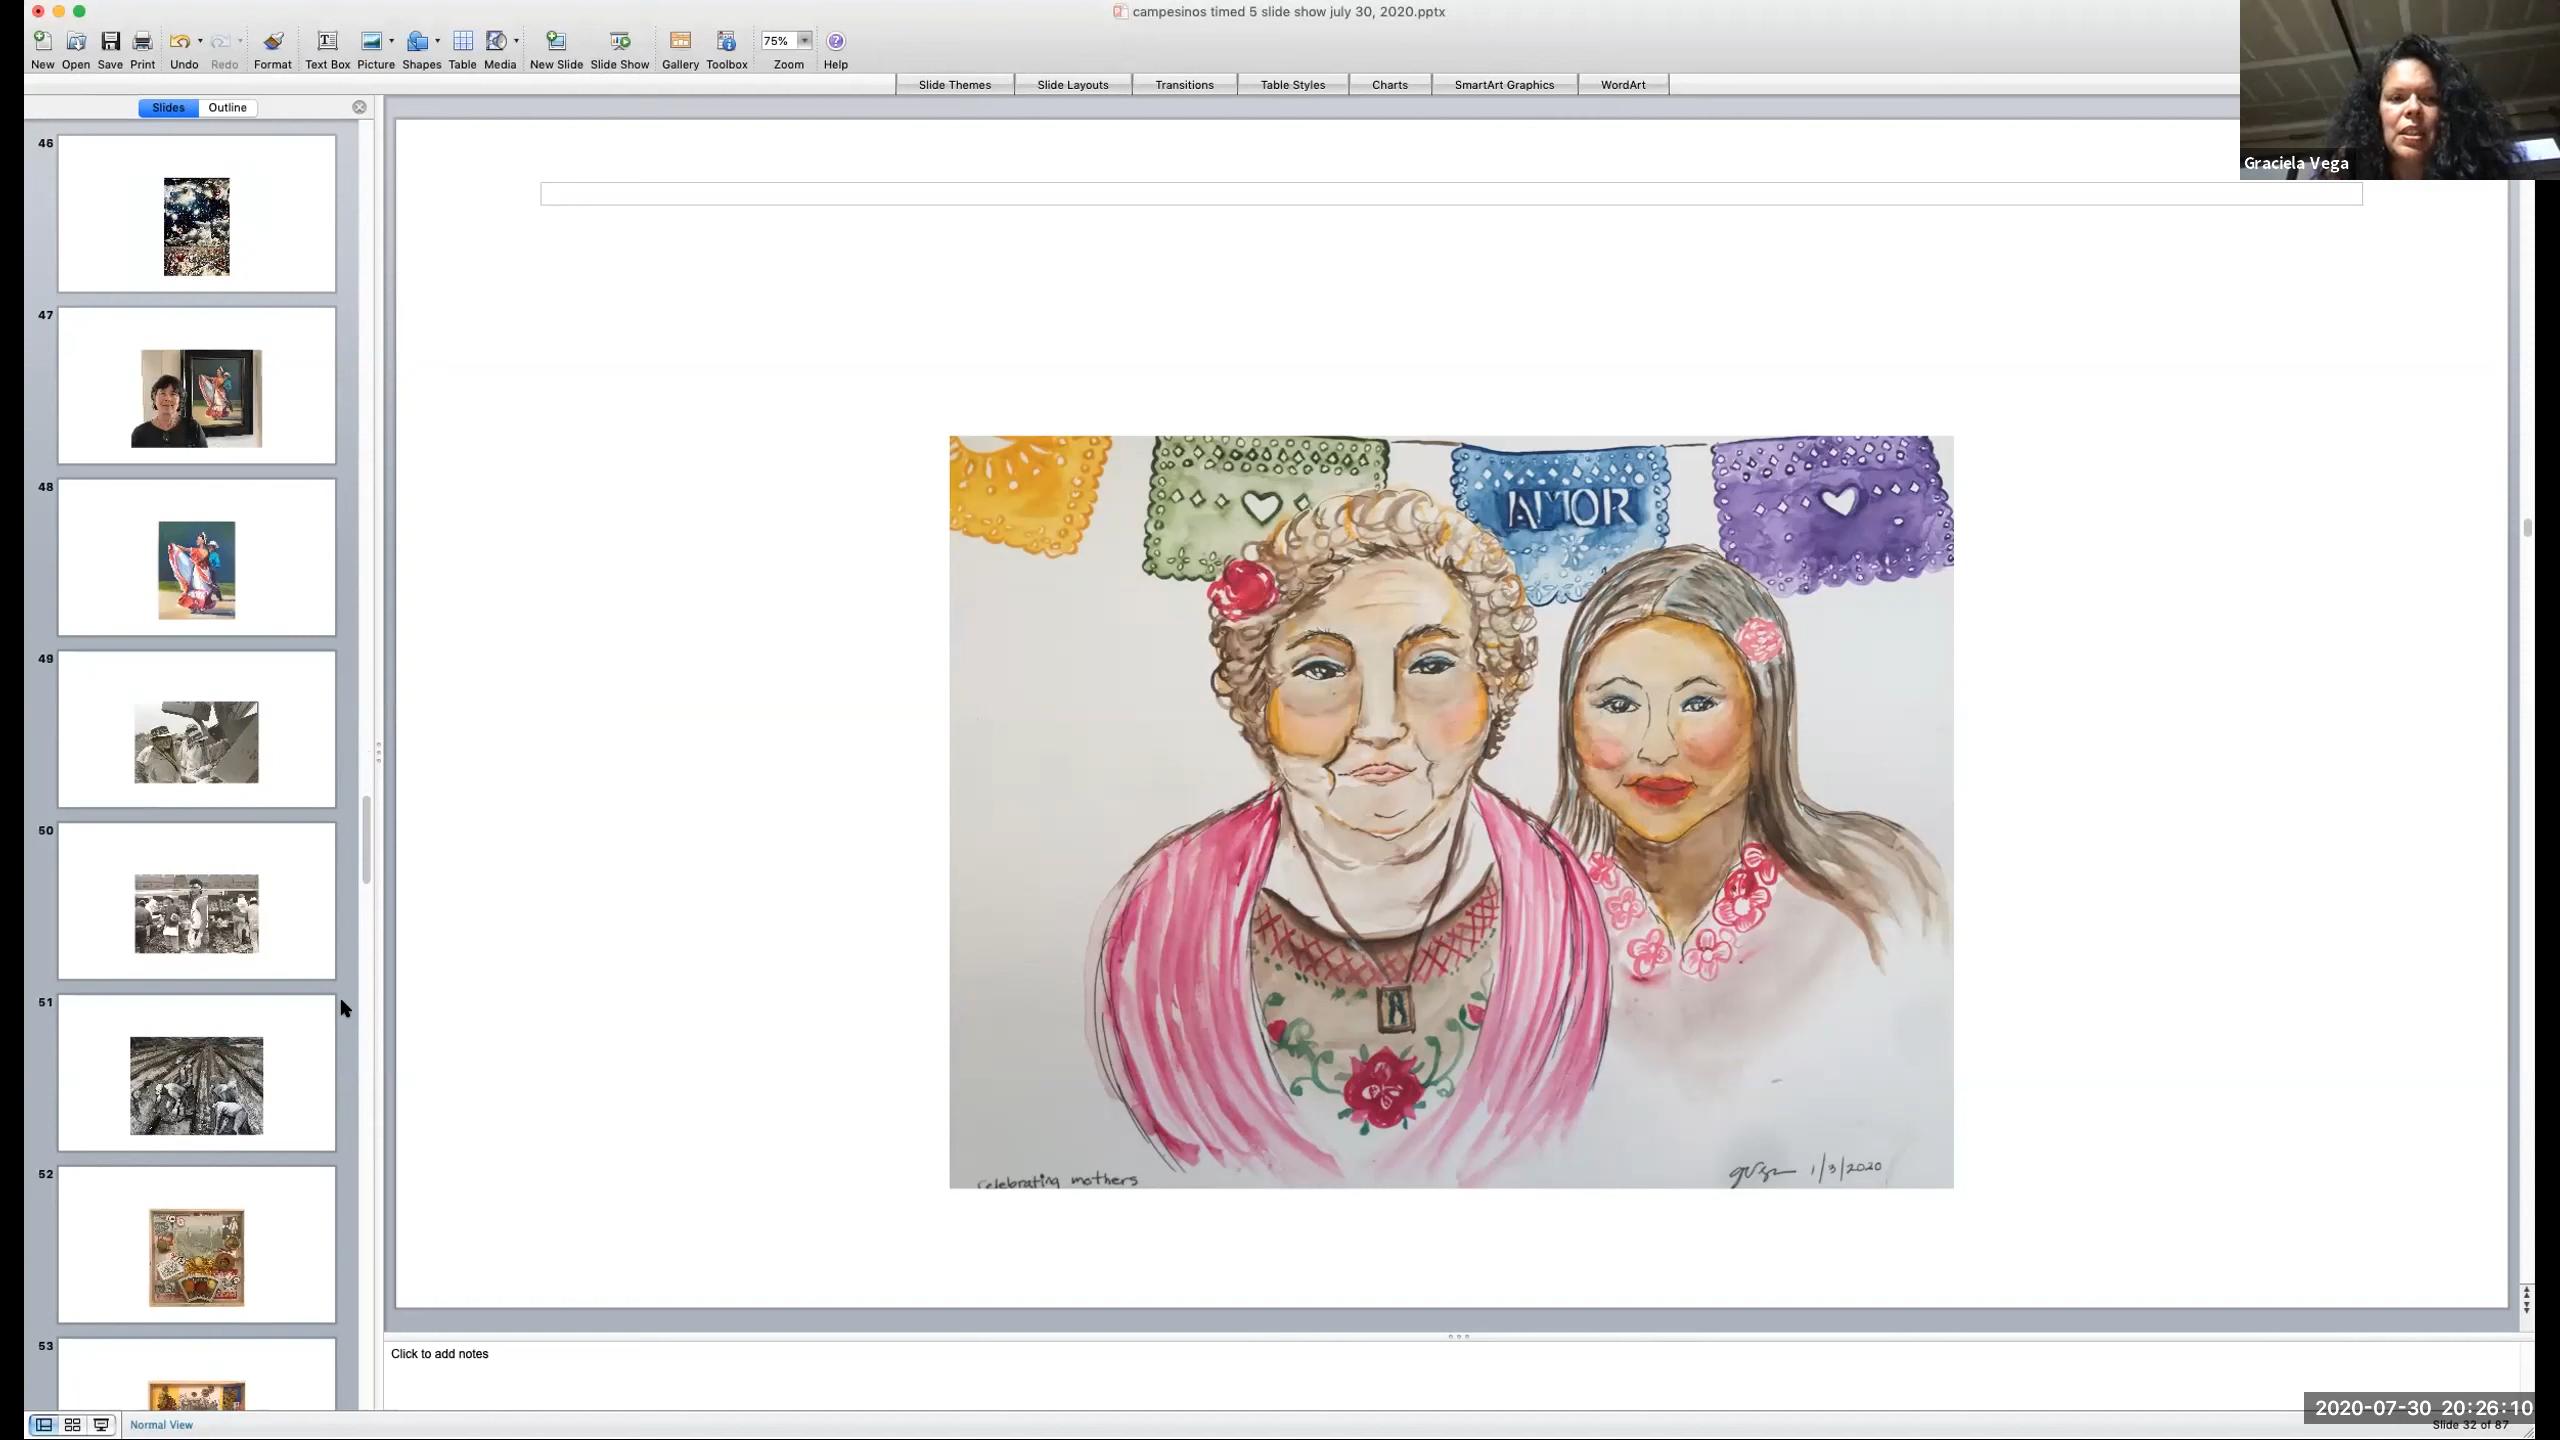 campesinos timed 5 slide show july 30, 2020.pptx
New Open Save Print Undo Redo Format Text Box Picture Shapes Table Media New Slide Slide Show Gallery Toolbox 75% Zoom Help
Slide Themes Slide Layouts Transitions Table Styles Charts SmartArt Graphics WordArt
Graciela Vega
Slides Outline
46
47
48
49
50
51
52
53
AMOR
celebrating mothers
1/3/2020
Click to add notes
Normal View
2020-07-30 20:26:10
Slide 32 of 87